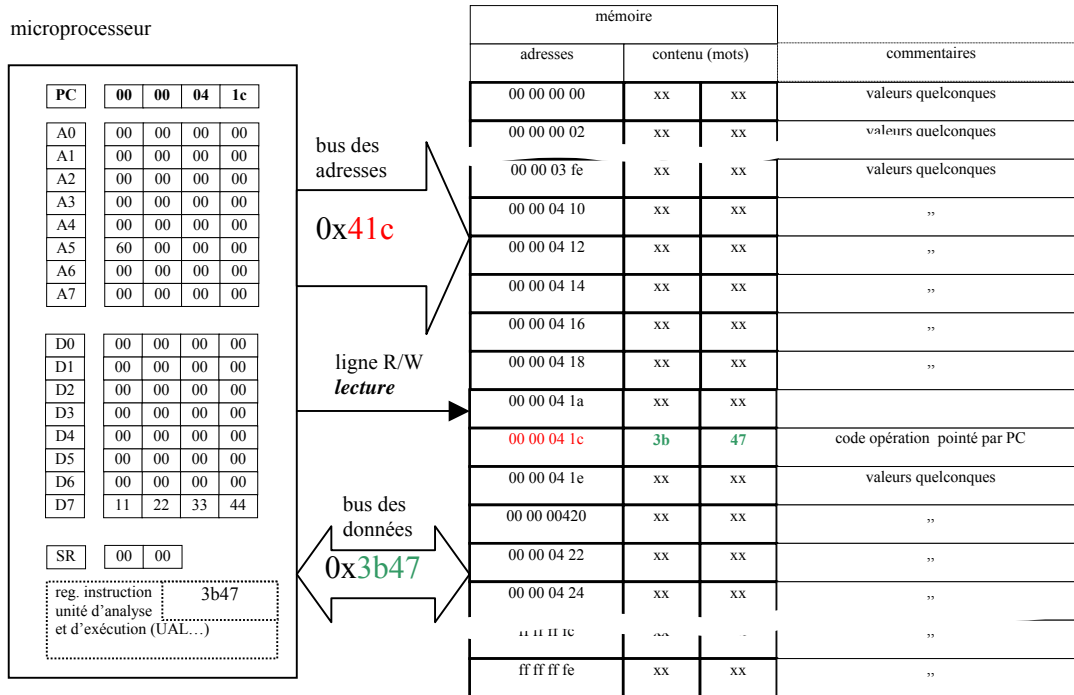 microprocesseur
PC 00 00 04 1c
A0 00 00 00 00
A1 00 00 00 00
A2 00 00 00 00
A3 00 00 00 00
A4 00 00 00 00
A5 60 00 00 00
A6 00 00 00 00
A7 00 00 00 00
D0 00 00 00 00
D1 00 00 00 00
D2 00 00 00 00
D3 00 00 00 00
D4 00 00 00 00
D5 00 00 00 00
D6 00 00 00 00
D7 11 22 33 44
SR 00 00
reg. instruction 3b47
unité d'analyse
et d'exécution (UAL…)
bus des
adresses
0x41c
ligne R/W
lecture
bus des
données
0x3b47
mémoire
adresses contenu (mots) commentaires
00 00 00 00 xx xx valeurs quelconques
00 00 00 02 xx xx valeurs quelconques
00 00 03 fe xx xx valeurs quelconques
00 00 04 10 xx xx ,,
00 00 04 12 xx xx ,,
00 00 04 14 xx xx ,,
00 00 04 16 xx xx ,,
00 00 04 18 xx xx ,,
00 00 04 1a xx xx
00 00 04 1c 3b 47 code opération pointé par PC
00 00 04 1e xx xx valeurs quelconques
00 00 00420 xx xx ,,
00 00 04 22 xx xx ,,
00 00 04 24 xx xx ,,
ff ff ff fc xx ,,
ff ff ff fe xx xx ,,